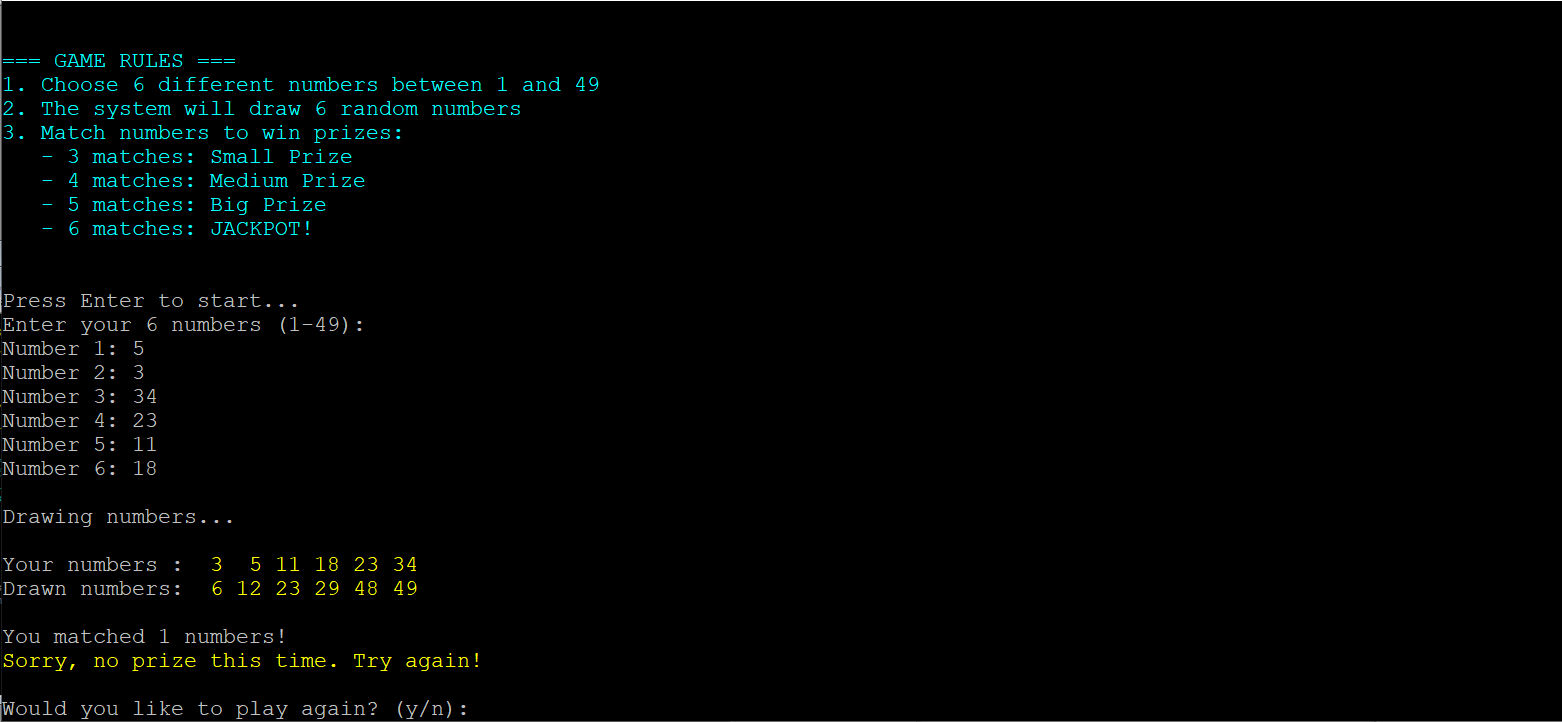 === GAME RULES ===
1. Choose 6 different numbers between 1 and 49
2. The system will draw 6 random numbers
3. Match numbers to win prizes:
   - 3 matches: Small Prize
   - 4 matches: Medium Prize
   - 5 matches: Big Prize
   - 6 matches: JACKPOT!
Press Enter to start...
Enter your 6 numbers (1-49):
Number 1: 5
Number 2: 3
Number 3: 34
Number 4: 23
Number 5: 11
Number 6: 18
Drawing numbers...
Your numbers :  3  5 11 18 23 34
Drawn numbers:  6 12 23 29 48 49
You matched 1 numbers!
Sorry, no prize this time. Try again!
Would you like to play again? (y/n):